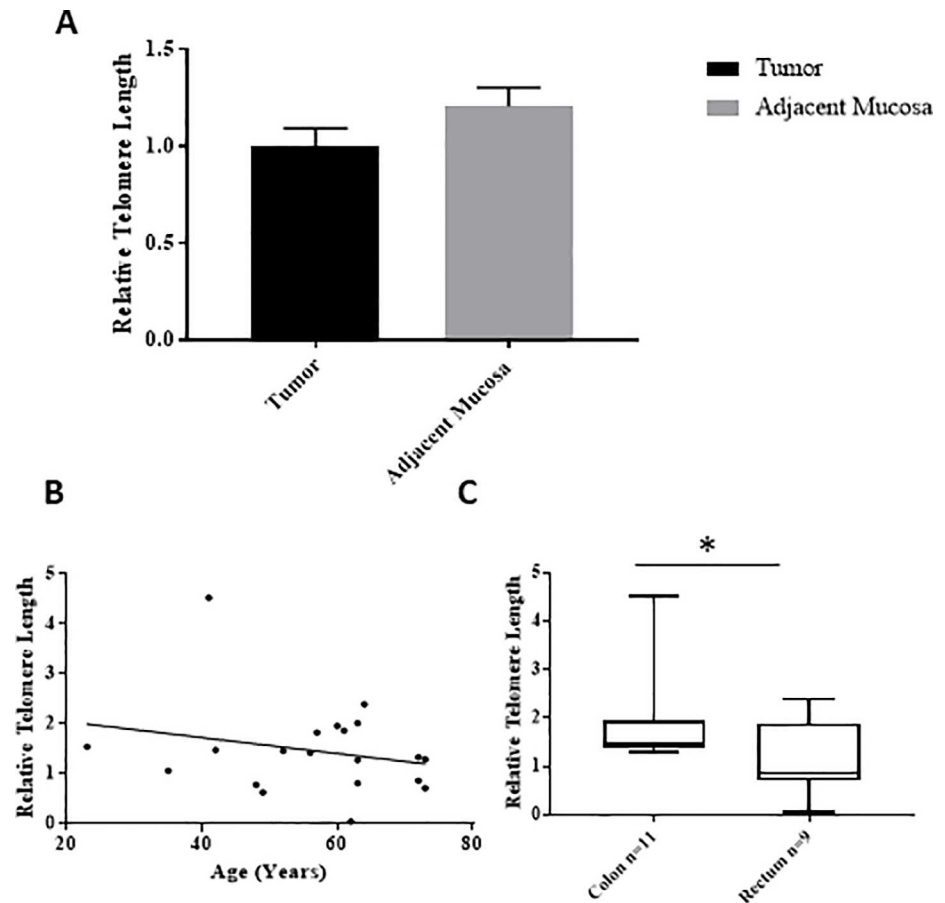 A
Relative Telomere Length
1.5
1.0
0.5
0.0
Tumor
Adjacent Mucosa
Tumor
Adjacent Mucosa
B
Relative Telomere Length
5
4
3
2
1
0
20
40
60
80
Age (Years)
C
*
Relative Telomere Length
5
4
3
2
1
0
Colon n=11
Rectum n=9